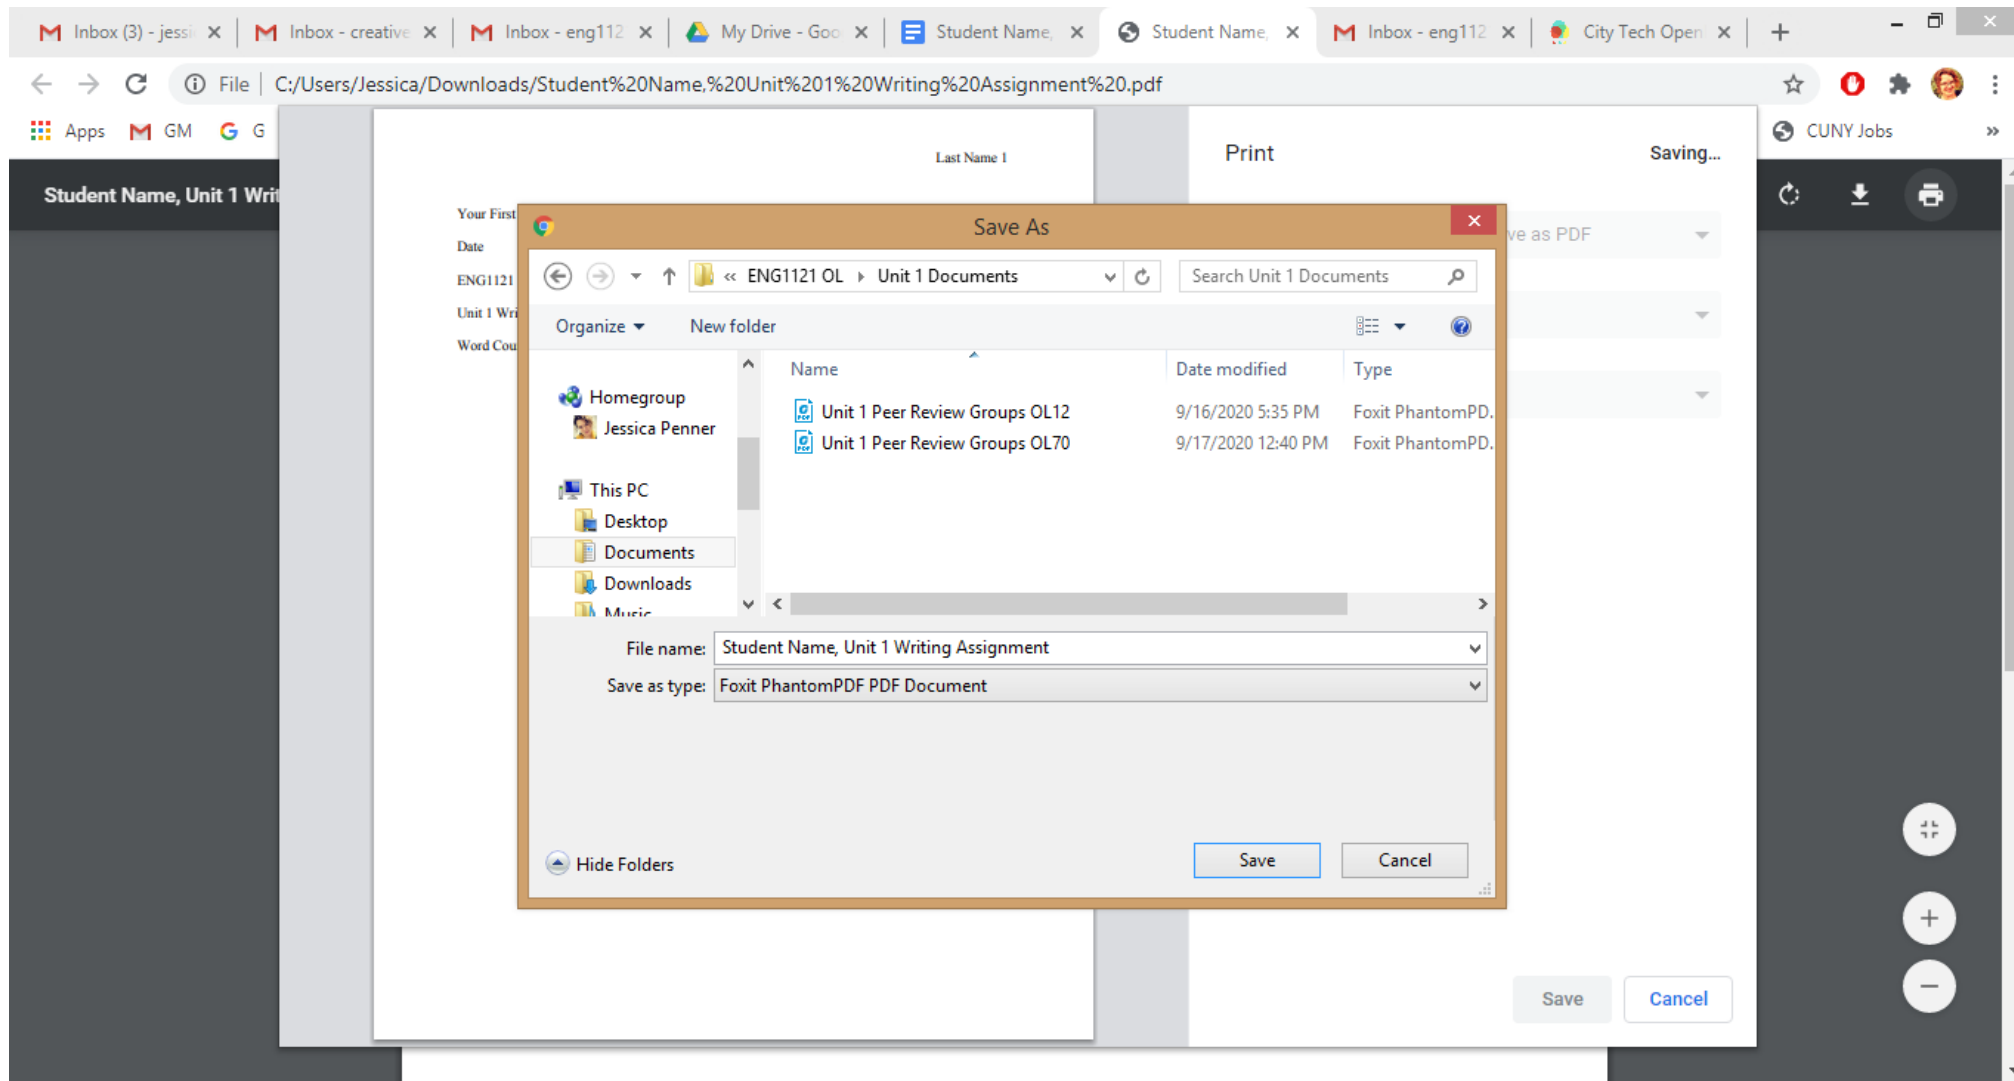 Inbox (3) - jessi
Inbox - creative
Inbox - eng112
My Drive - Goo
Student Name,
Student Name,
Inbox - eng112
City Tech Open
File
C:/Users/Jessica/Downloads/Student%20Name,%20Unit%201%20Writing%20Assignment%20.pdf
Apps
GM
G
CUNY Jobs
»
Student Name, Unit 1 Writ
Last Name 1
Your First
Date
ENG1121
Unit 1 Wri
Word Cou
Print
Saving...
ve as PDF
Save As
« ENG1121 OL
Unit 1 Documents
Search Unit 1 Documents
Organize
New folder
Name
Date modified
Type
Homegroup
Jessica Penner
This PC
Desktop
Documents
Downloads
Music
Unit 1 Peer Review Groups OL12
9/16/2020 5:35 PM
Foxit PhantomPD.
Unit 1 Peer Review Groups OL70
9/17/2020 12:40 PM
Foxit PhantomPD.
File name: Student Name, Unit 1 Writing Assignment
Save as type: Foxit PhantomPDF PDF Document
Hide Folders
Save
Cancel
Save
Cancel